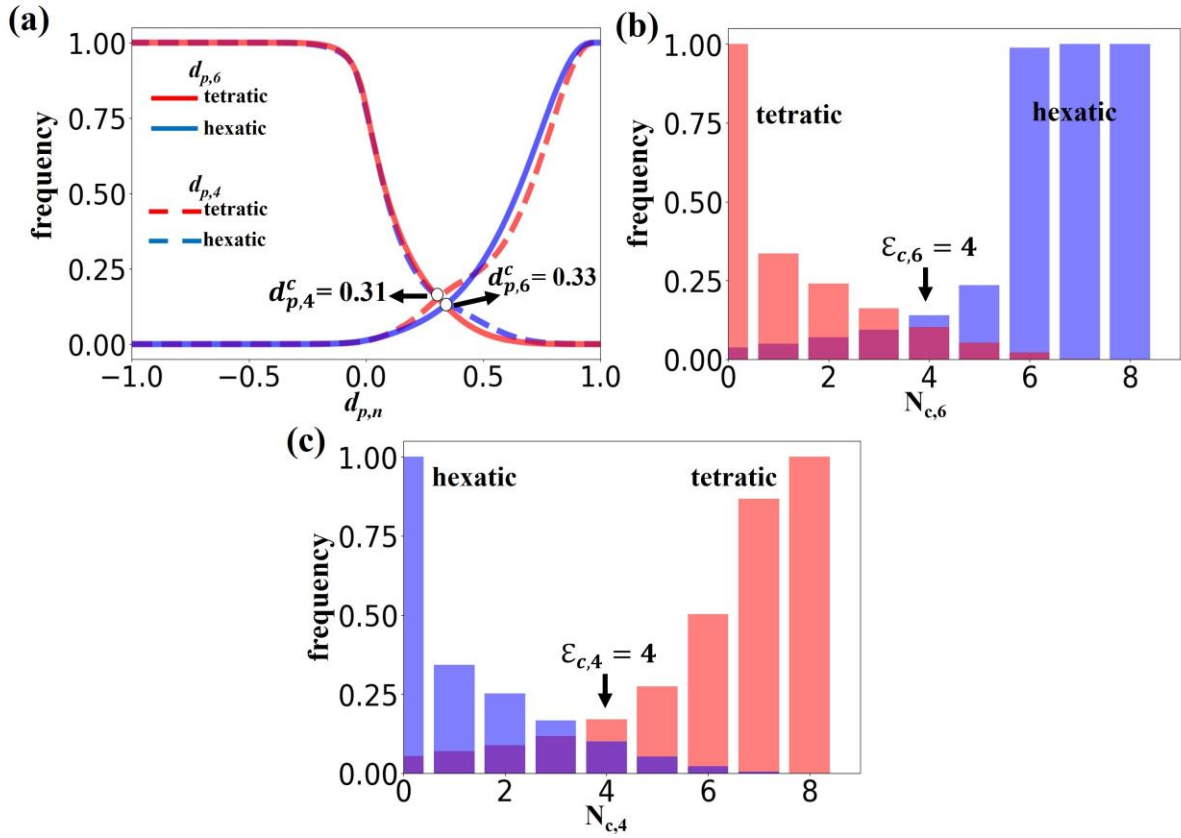 (a)
1.00
0.75
0.50
0.25
0.00
frequency
d_{p,6}
tetratic
hexatic
d_{p,4}
tetratic
hexatic
d^c_{p,4} = 0.31
d^c_{p,6} = 0.33
-1.0 -0.5 0.0 0.5 1.0
d_{p,n}
(b)
1.00
0.75
0.50
0.25
0.00
frequency
tetratic
hexatic
ε_{c,6} = 4
0 2 4 6 8
N_{c,6}
(c)
1.00
0.75
0.50
0.25
0.00
frequency
hexatic
tetratic
ε_{c,4} = 4
0 2 4 6 8
N_{c,4}